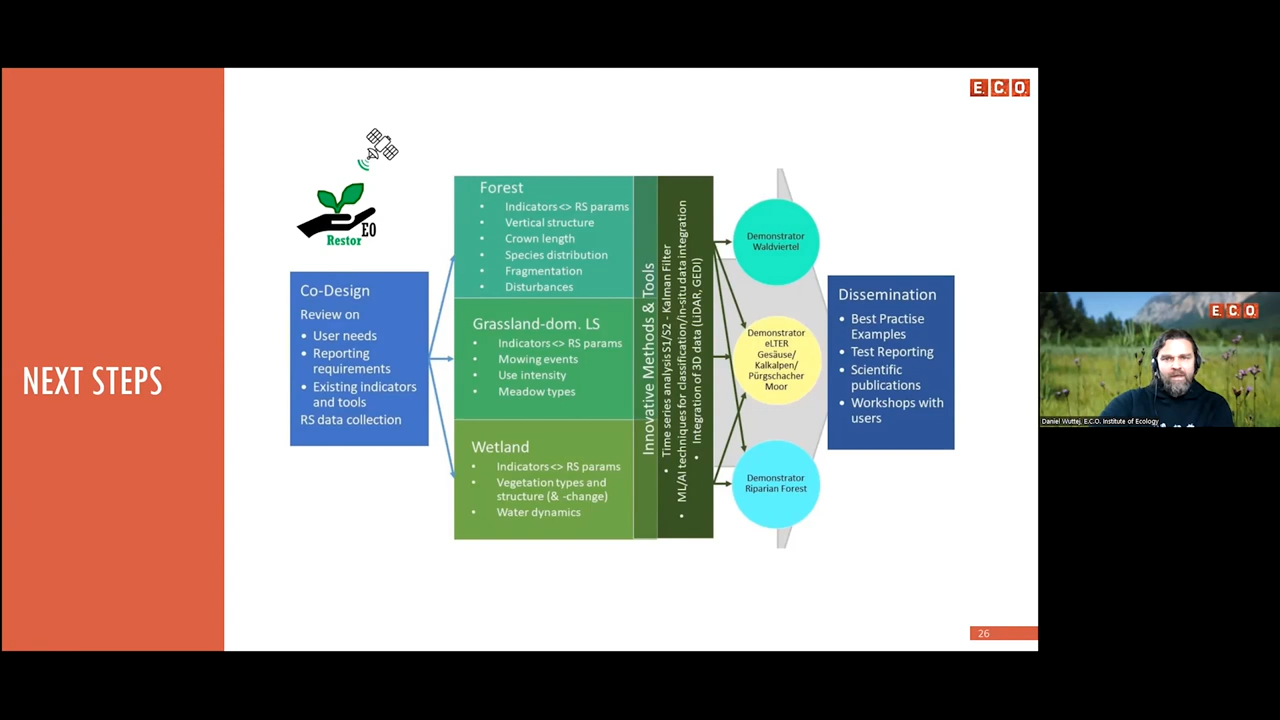 E.C.O.
EO
Restor
NEXT STEPS
Co-Design
Review on
• User needs
• Reporting
requirements
• Existing indicators
and tools
RS data collection
Forest
• Indicators <> RS params
• Vertical structure
• Crown length
• Species distribution
• Fragmentation
• Disturbances
Grassland-dom. LS
• Indicators <> RS params
• Mowing events
• Use intensity
• Meadow types
Wetland
• Indicators <> RS params
• Vegetation types and
structure (& -change)
• Water dynamics
Innovative Methods & Tools
• Time series analysis S1/S2 - Kalman Filter
• ML/AI techniques for classification/in-situ data integration
• Integration of 3D data (LiDAR, GEDI)
Demonstrator
Waldviertel
Demonstrator
eLTER
Gesäuse/
Kalkalpen/
Pürgschacher
Moor
Demonstrator
Riparian Forest
Dissemination
• Best Practise
Examples
• Test Reporting
• Scientific
publications
• Workshops with
users
26
E.C.O.
Daniel Wuttej, E.C.O. Institute of Ecology